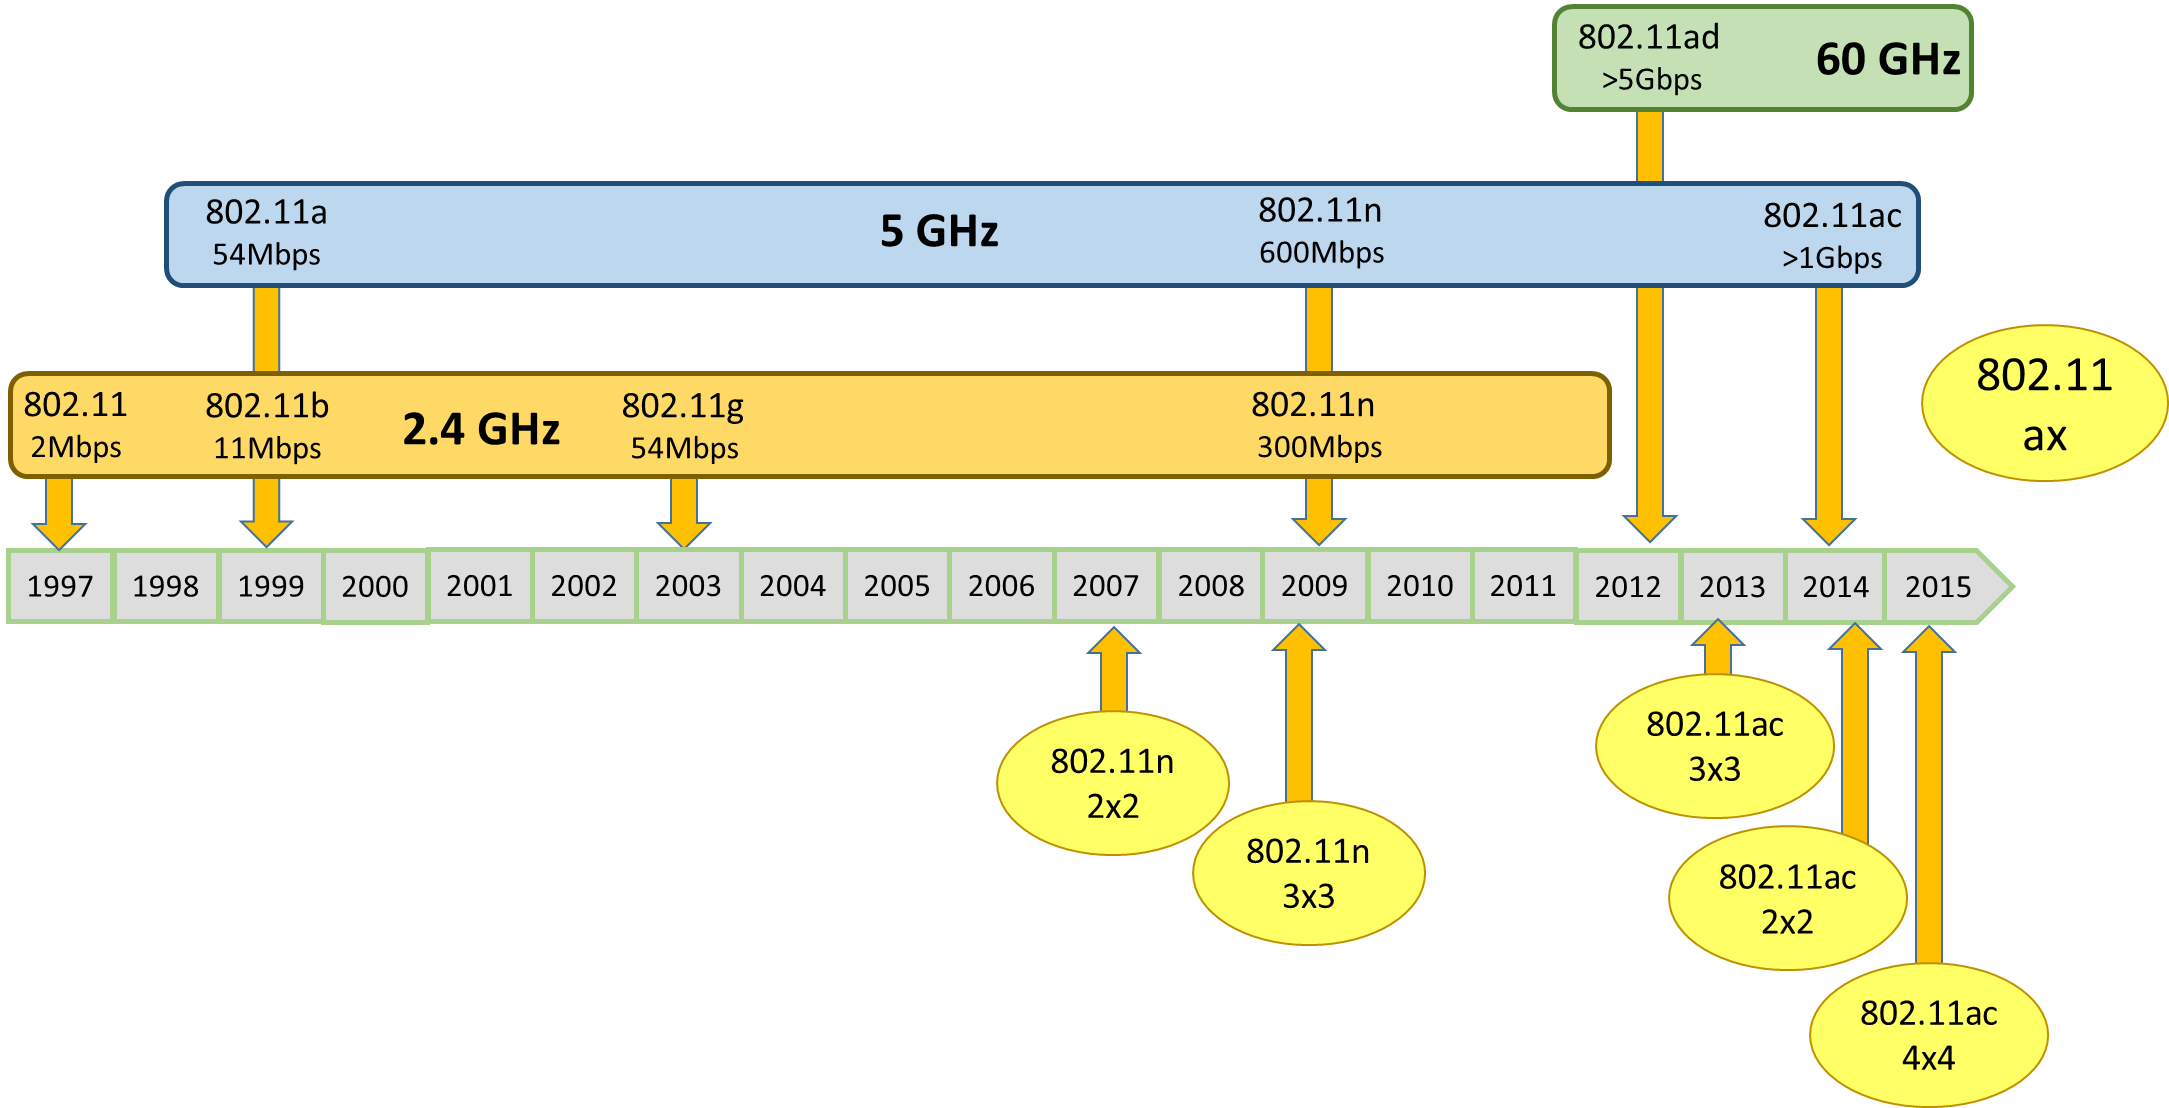 802.11ad
>5Gbps
60 GHz
802.11a
54Mbps
5 GHz
802.11n
600Mbps
802.11ac
>1Gbps
802.11
2Mbps
802.11b
11Mbps
2.4 GHz
802.11g
54Mbps
802.11n
300Mbps
802.11
ax
1997 1998 1999 2000 2001 2002 2003 2004 2005 2006 2007 2008 2009 2010 2011 2012 2013 2014 2015
802.11n
2x2
802.11n
3x3
802.11ac
3x3
802.11ac
2x2
802.11ac
4x4